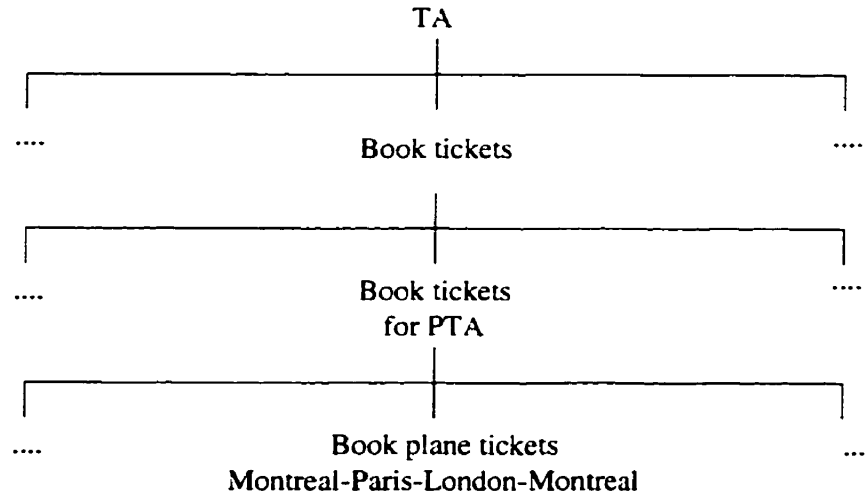 TA
.... Book tickets ....
.... Book tickets ....
for PTA
.... Book plane tickets ...
Montreal-Paris-London-Montreal